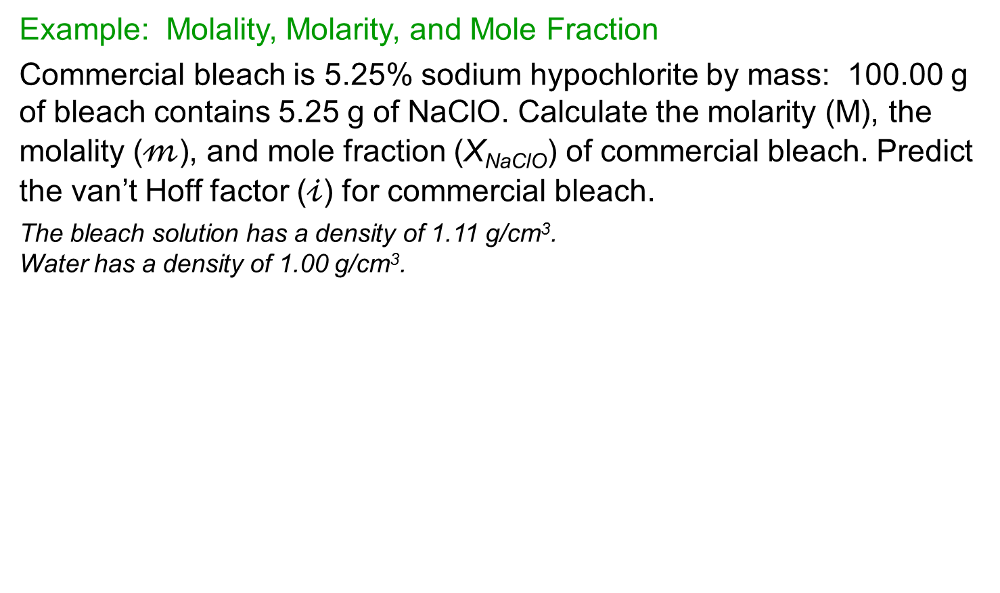 Example:  Molality, Molarity, and Mole Fraction
Commercial bleach is 5.25% sodium hypochlorite by mass:  100.00 g
of bleach contains 5.25 g of NaClO. Calculate the molarity (M), the
molality (𝓂), and mole fraction (X_NaClO) of commercial bleach. Predict
the van’t Hoff factor (𝒾) for commercial bleach.
The bleach solution has a density of 1.11 g/cm³.
Water has a density of 1.00 g/cm³.